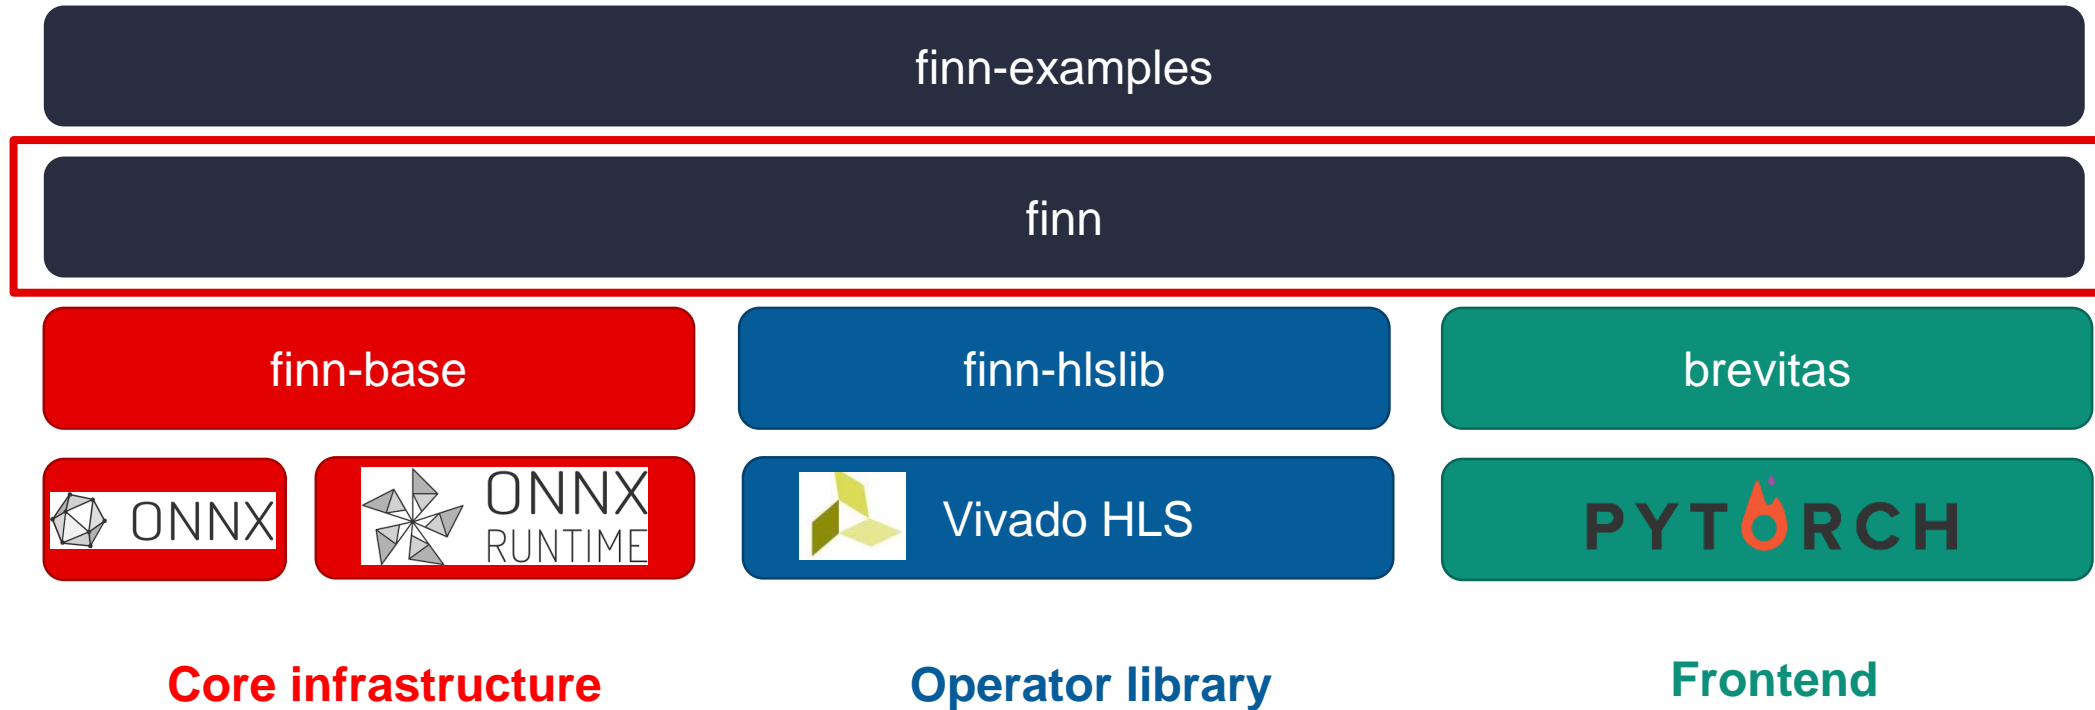 finn-examples
finn
finn-base
finn-hlslib
brevitas
ONNX
ONNX
RUNTIME
Vivado HLS
PYTORCH
Core infrastructure
Operator library
Frontend